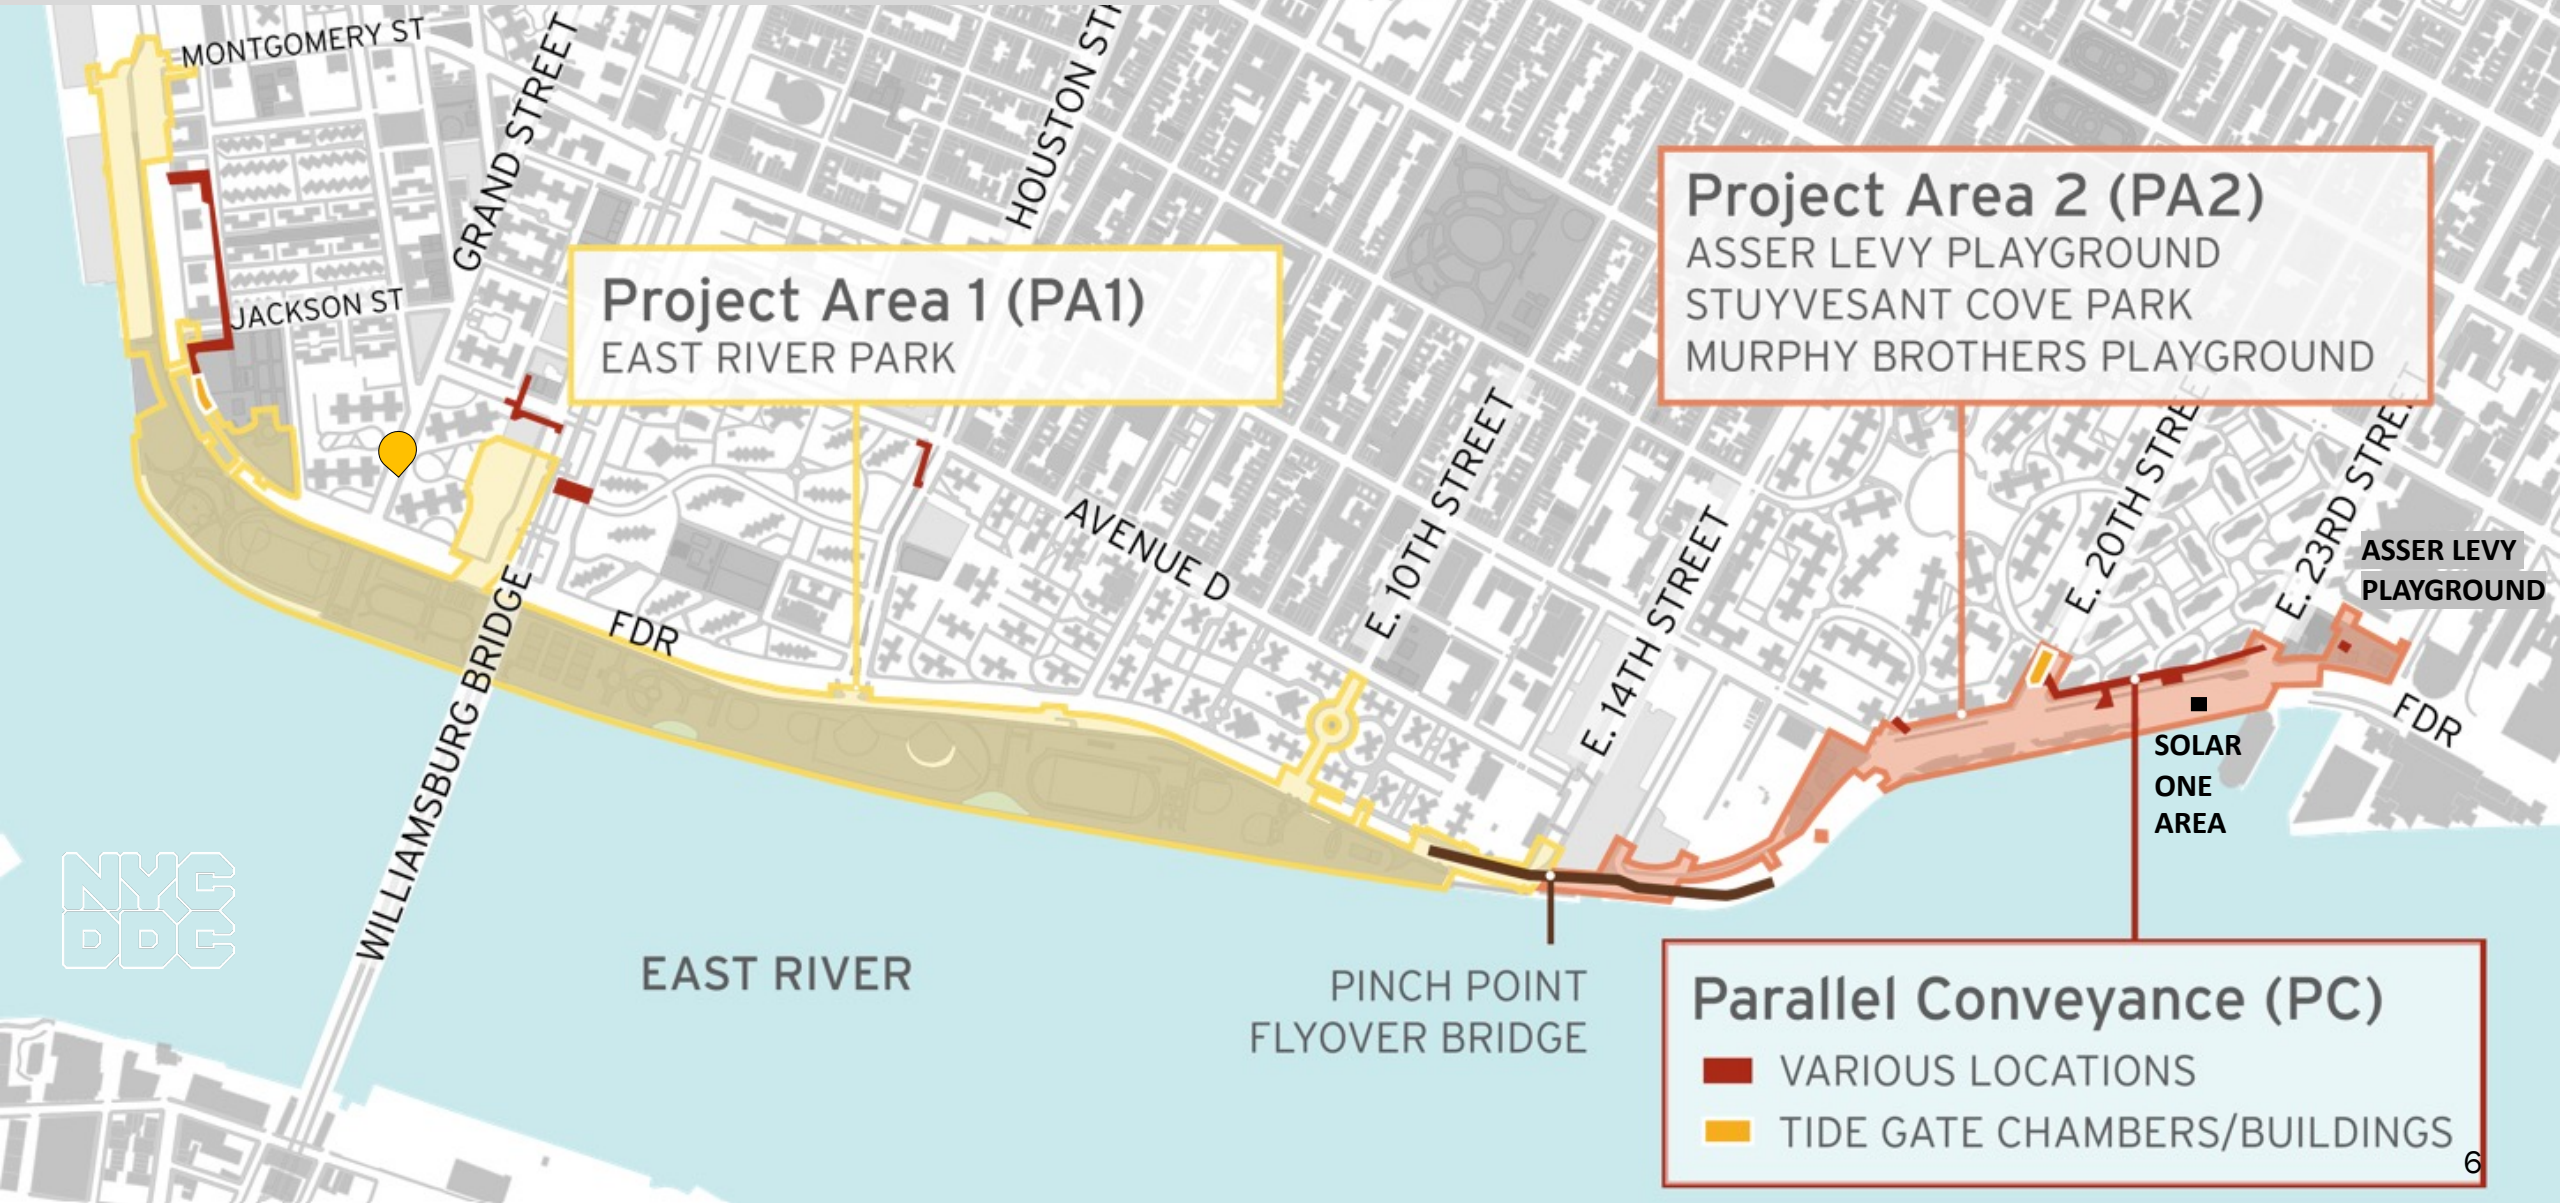 MONTGOMERY ST
GRAND STREET
HOUSTON ST
JACKSON ST
Project Area 1 (PA1)
EAST RIVER PARK
Project Area 2 (PA2)
ASSER LEVY PLAYGROUND
STUYVESANT COVE PARK
MURPHY BROTHERS PLAYGROUND
AVENUE D
E. 10TH STREET
E. 14TH STREET
E. 20TH STREE
E. 23RD STREET
ASSER LEVY
PLAYGROUND
FDR
FDR
SOLAR
ONE
AREA
WILLIAMSBURG BRIDGE
NYC
DDC
EAST RIVER
PINCH POINT
FLYOVER BRIDGE
Parallel Conveyance (PC)
VARIOUS LOCATIONS
TIDE GATE CHAMBERS/BUILDINGS
6